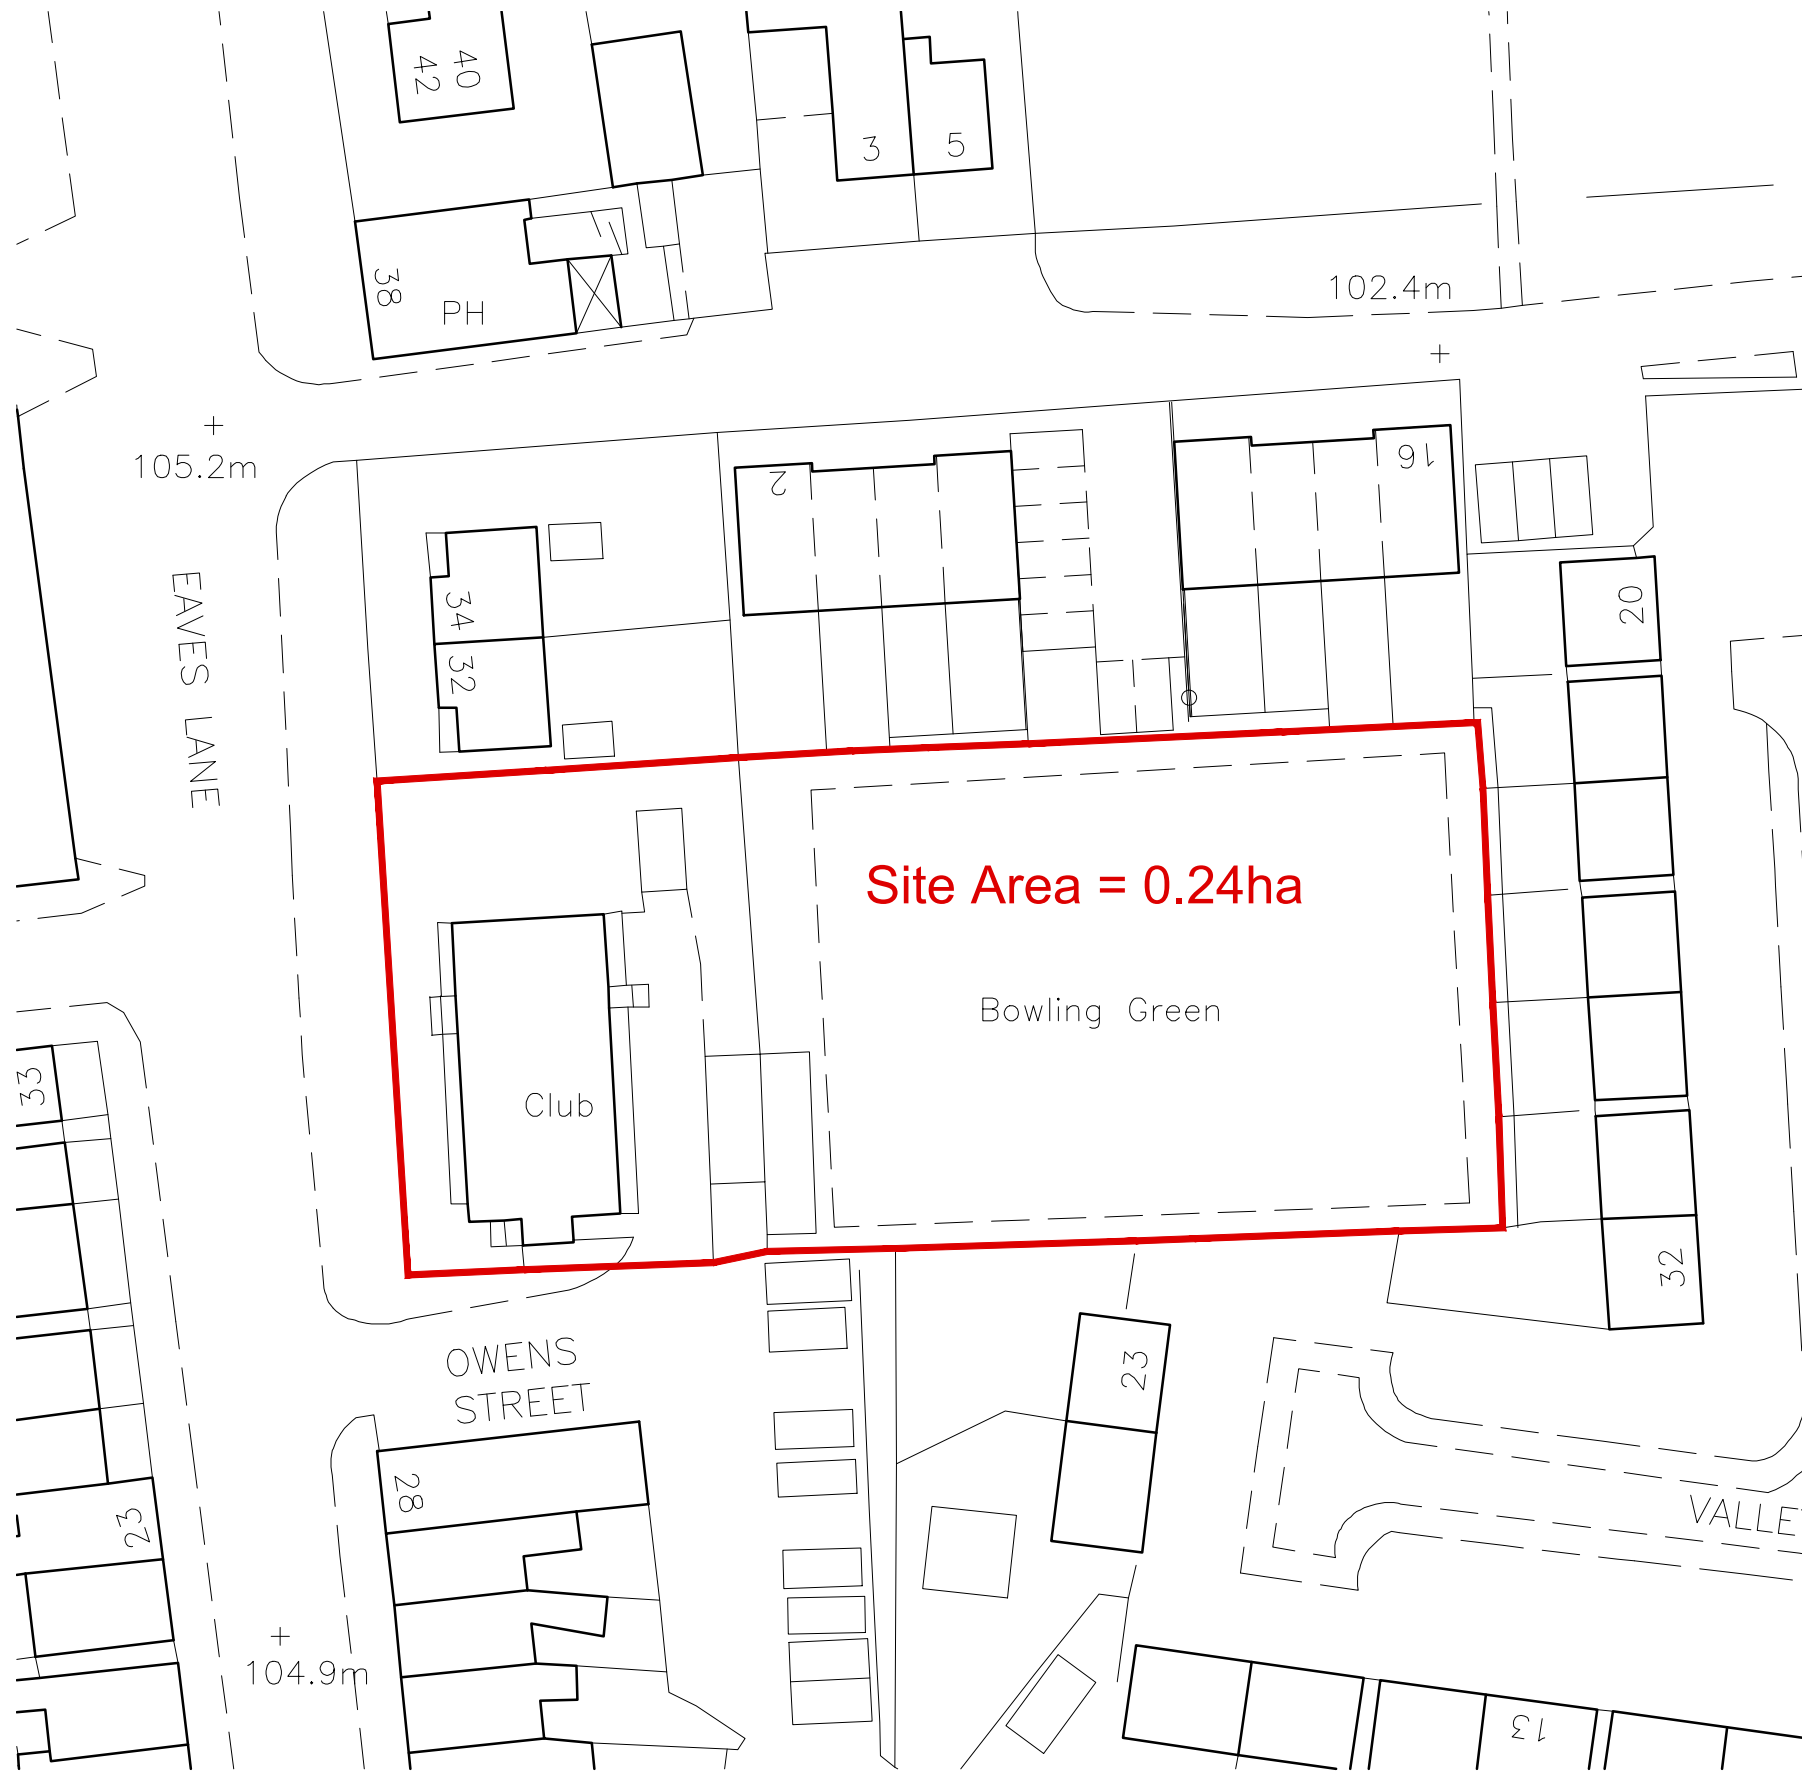 40
42
3
5
38
PH
102.4m
105.2m
2
16
EAVES LANE
34
32
20
Site Area = 0.24ha
Bowling Green
Club
33
32
OWENS
STREET
23
28
23
VALLE
104.9m
13